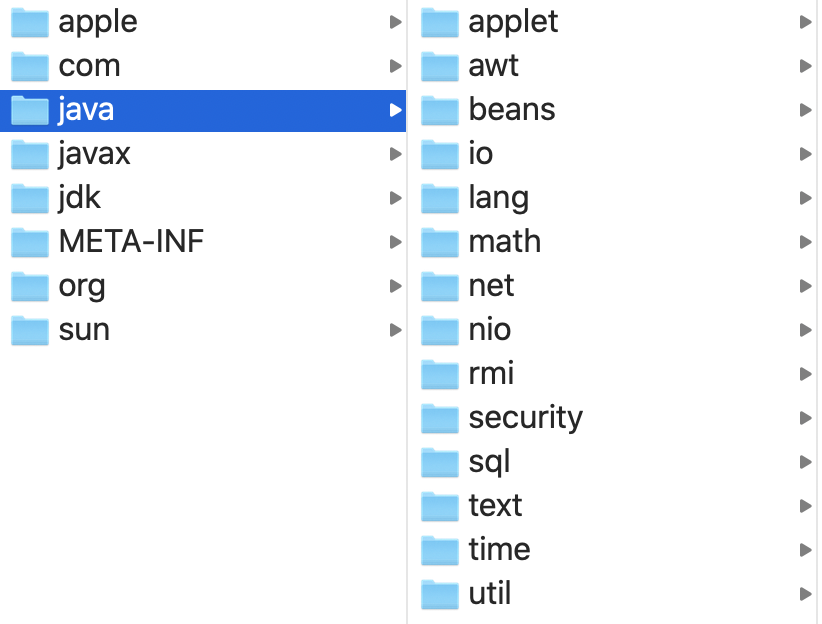 apple
com
java
javax
jdk
META-INF
org
sun
applet
awt
beans
io
lang
math
net
nio
rmi
security
sql
text
time
util